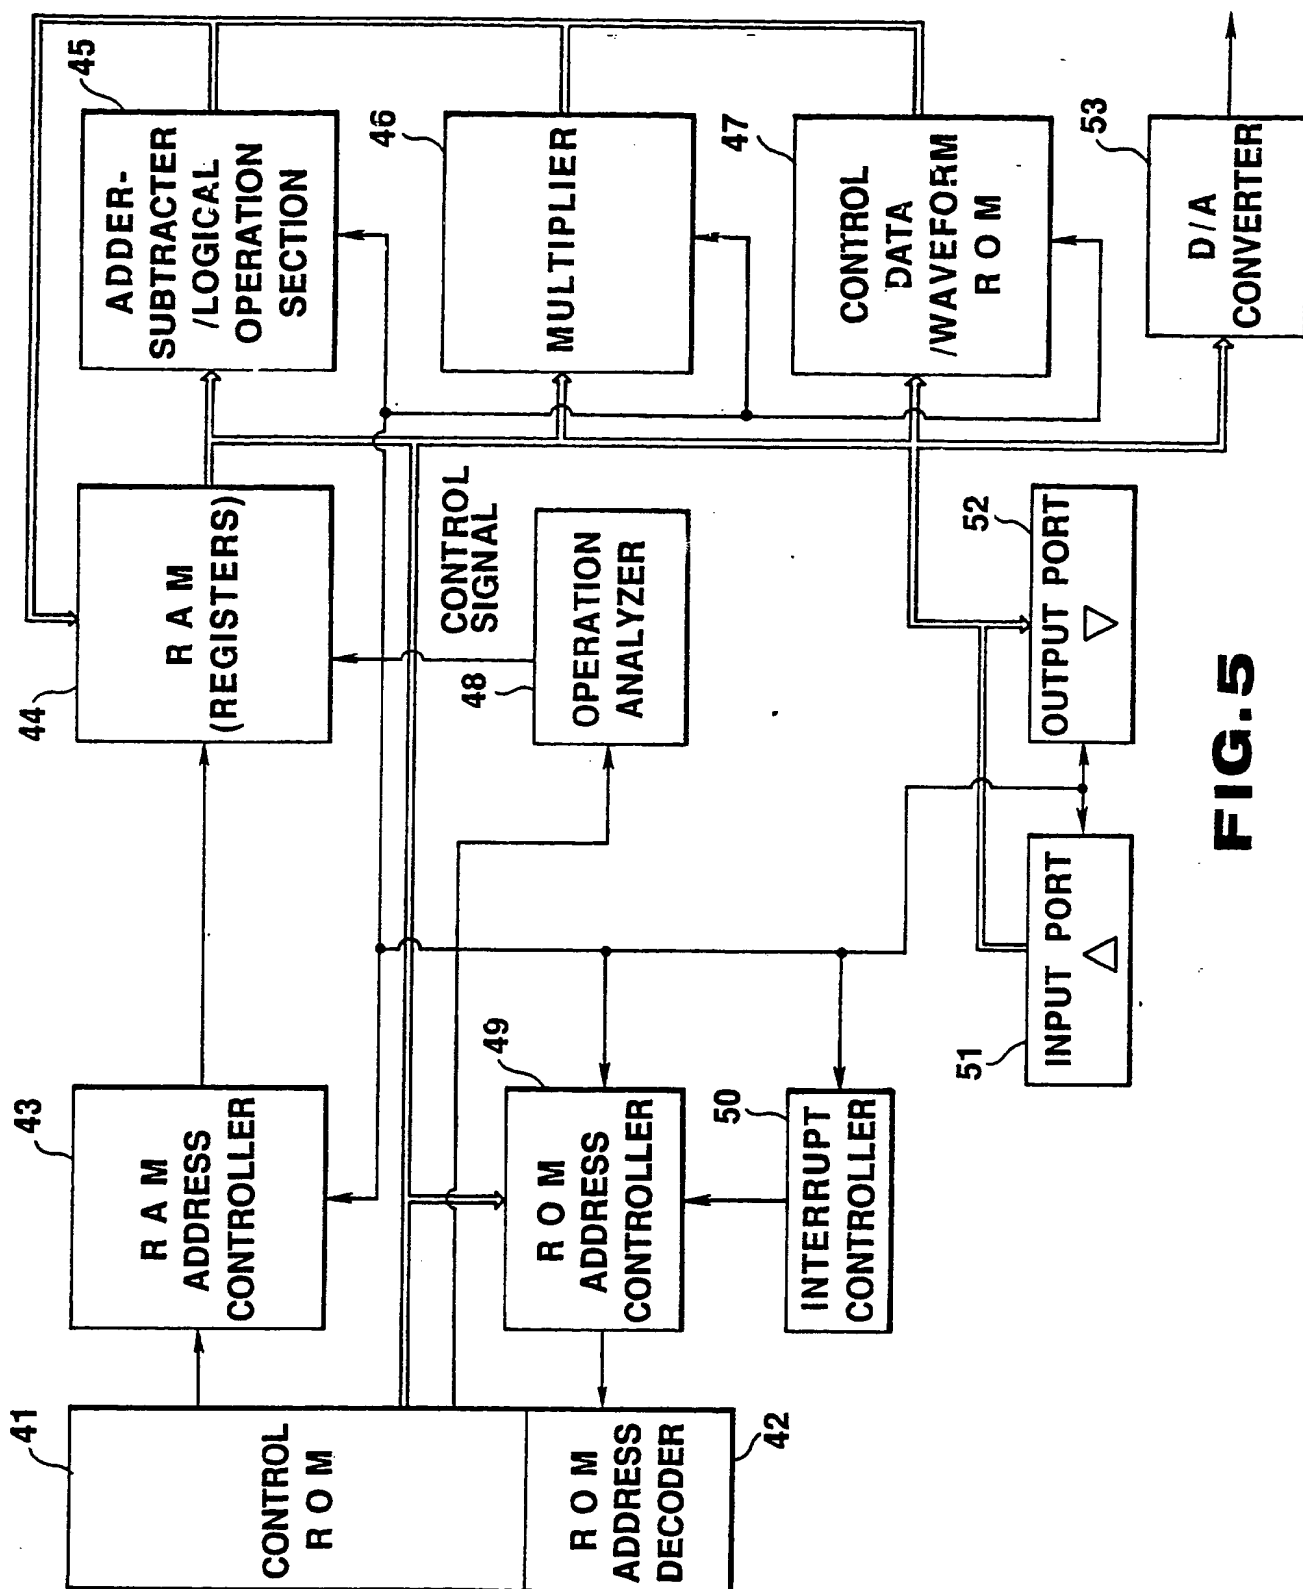 41
CONTROL
R O M
R O M
ADDRESS
DECODER
42
43
R A M
ADDRESS
CONTROLLER
49
R O M
ADDRESS
CONTROLLER
50
INTERRUPT
CONTROLLER
51
INPUT PORT
44
R A M
(REGISTERS)
CONTROL
SIGNAL
48
OPERATION
ANALYZER
52
OUTPUT PORT
45
ADDER-
SUBTRACTER
/LOGICAL
OPERATION
SECTION
46
MULTIPLIER
47
CONTROL
DATA
/WAVEFORM
R O M
53
D/A
CONVERTER
FIG.5